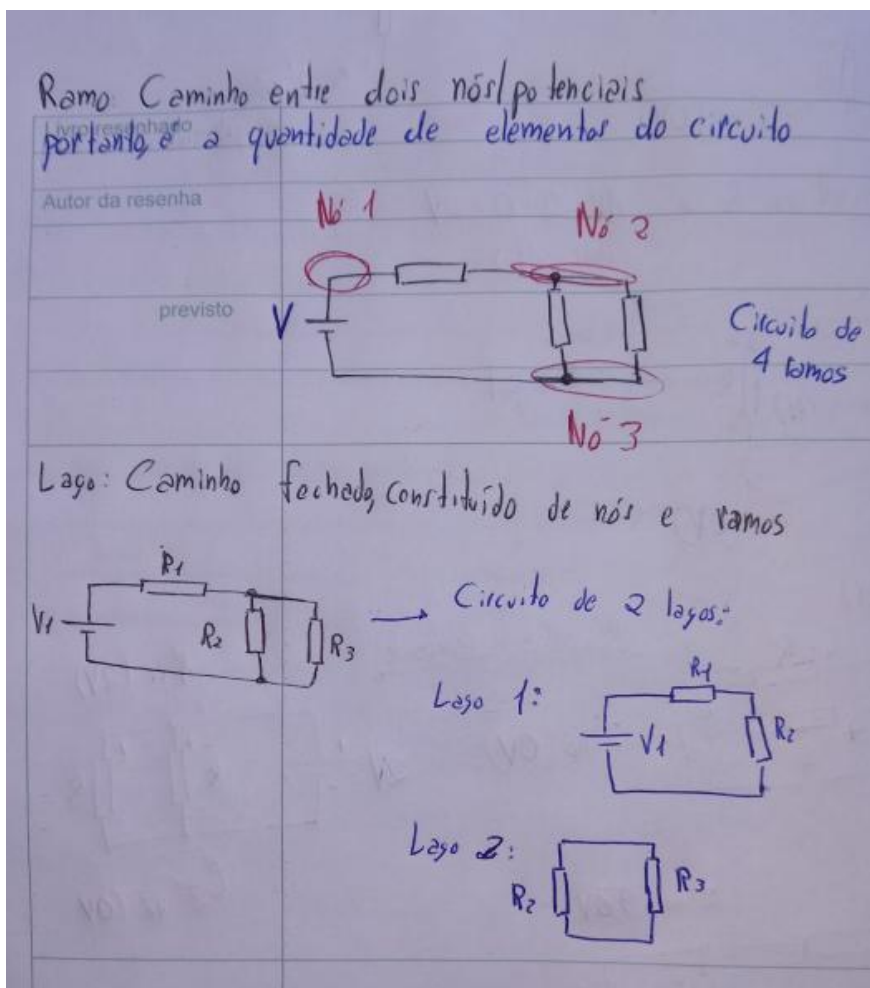 Ramo: Caminho entre dois nós/potenciais
Livro resenhado
portanto, é a quantidade de elementos do circuito
Autor da resenha
Nó 1
Nó 2
previsto
V
Circuito de
4 ramos
Nó 3
Laço: Caminho fechado, constituído de nós e ramos
R1
V1
R2
R3
Circuito de 2 laços:
Laço 1:
R1
V1
R2
Laço 2:
R2
R3